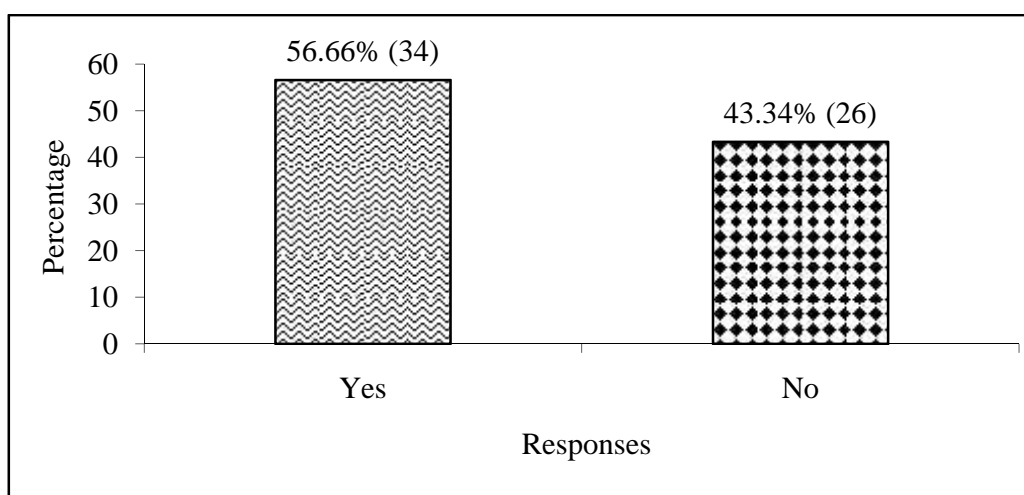 56.66% (34)
43.34% (26)
60
50
40
30
20
10
0
Percentage
Yes
No
Responses